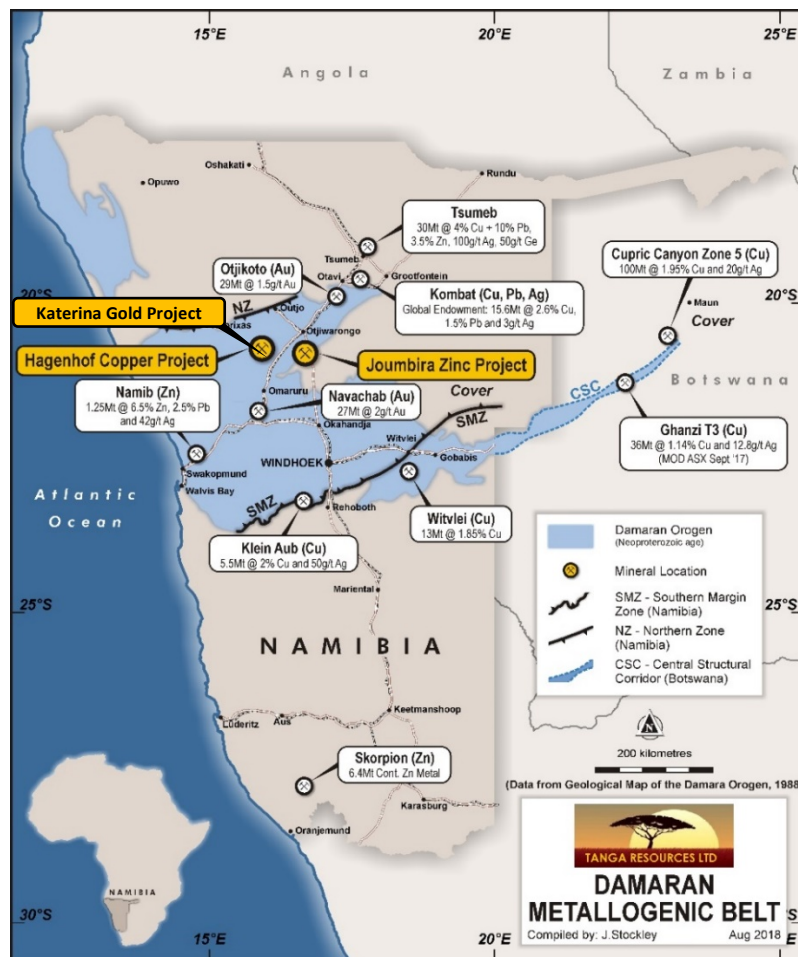 15°E
20°E
25°E
Angola
Zambia
Oshakati
Opuwo
Rundu
Tsumeb
30Mt @ 4% Cu + 10% Pb,
3.5% Zn, 100g/t Ag, 50g/t Ge
Cupric Canyon Zone 5 (Cu)
100Mt @ 1.95% Cu and 20g/t Ag
Tsumeb
Otjikoto (Au)
29Mt @ 1.5g/t Au
Otavi
Grootfontein
Kombat (Cu, Pb, Ag)
Global Endowment: 15.6Mt @ 2.6% Cu,
1.5% Pb and 3g/t Ag
Maun
Cover
20°S
20°S
NZ
Outjo
Katerina Gold Project
Otjiwarongo
Hagenhof Copper Project
Joumbira Zinc Project
Botswana
CSC
Namib (Zn)
1.25Mt @ 6.5% Zn, 2.5% Pb
and 42g/t Ag
Omaruru
Navachab (Au)
27Mt @ 2g/t Au
Cover
SMZ
Ghanzi T3 (Cu)
36Mt @ 1.14% Cu and 12.8g/t Ag
(MOD ASX Sept '17)
Okahandja
Witvlei
Gobabis
WINDHOEK
Swakopmund
Walvis Bay
Atlantic
Ocean
SMZ
Rehoboth
Witvlei (Cu)
13Mt @ 1.85% Cu
Klein Aub (Cu)
5.5Mt @ 2% Cu and 50g/t Ag
Mariental
Damaran Orogen
(Neoproterozoic age)
Mineral Location
SMZ - Southern Margin
Zone (Namibia)
NZ - Northern Zone
(Namibia)
CSC - Central Structural
Corridor (Botswana)
25°S
25°S
NAMIBIA
Keetmanshoop
Lüderitz
Aus
N
200 kilometres
Skorpion (Zn)
6.4Mt Cont. Zn Metal
(Data from Geological Map of the Damara Orogen, 1988
Karasburg
Oranjemund
NAMIBIA
TANGA RESOURCES LTD
DAMARAN
METALLOGENIC BELT
Compiled by: J.Stockley Aug 2018
30°S
30°S
15°E
20°E